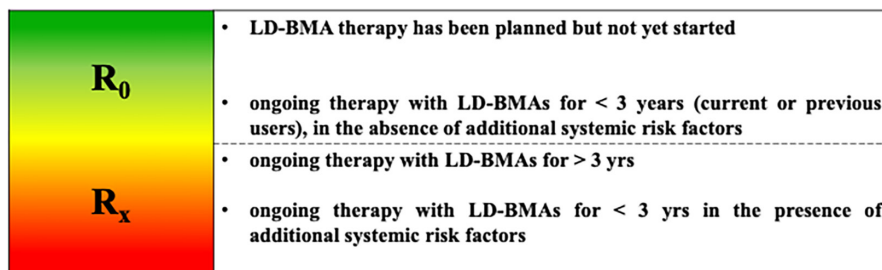 R0
• LD-BMA therapy has been planned but not yet started
• ongoing therapy with LD-BMAs for < 3 years (current or previous
users), in the absence of additional systemic risk factors
Rx
• ongoing therapy with LD-BMAs for > 3 yrs
• ongoing therapy with LD-BMAs for < 3 yrs in the presence of
additional systemic risk factors